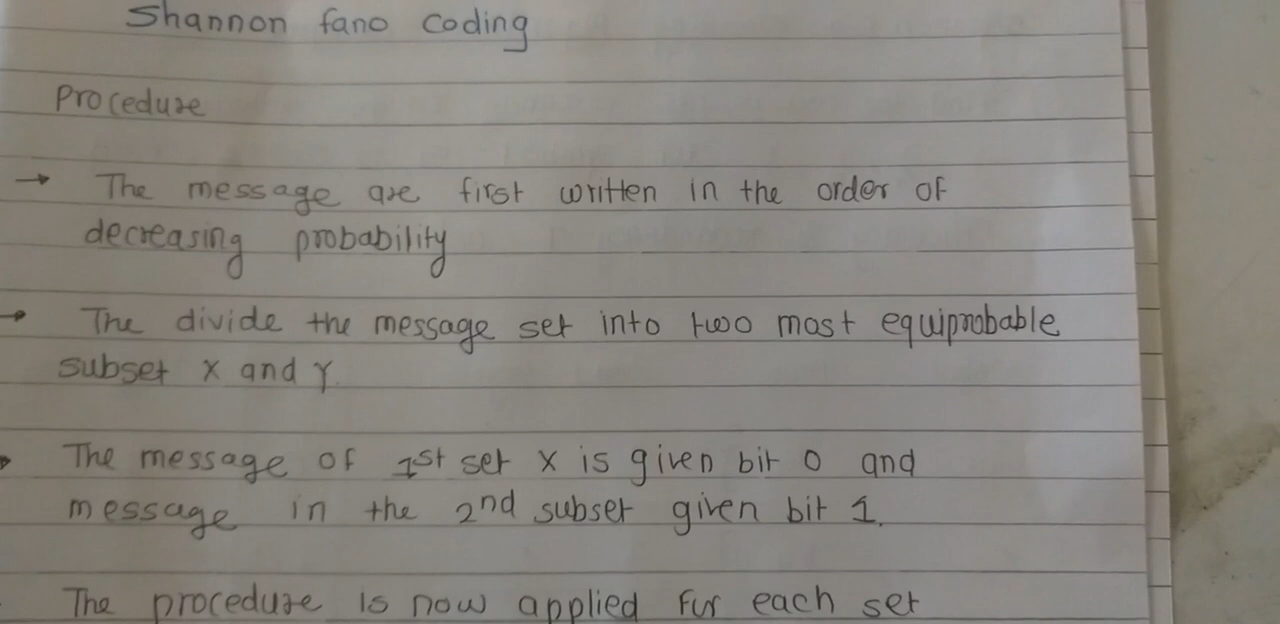 Shannon fano coding
Procedure
→ The message are first written in the order of
decreasing probability
→ The divide the message set into two most equiprobable
subset X and Y.
The message of 1st set X is given bit 0 and
message in the 2nd subset given bit 1.
The procedure is now applied for each set